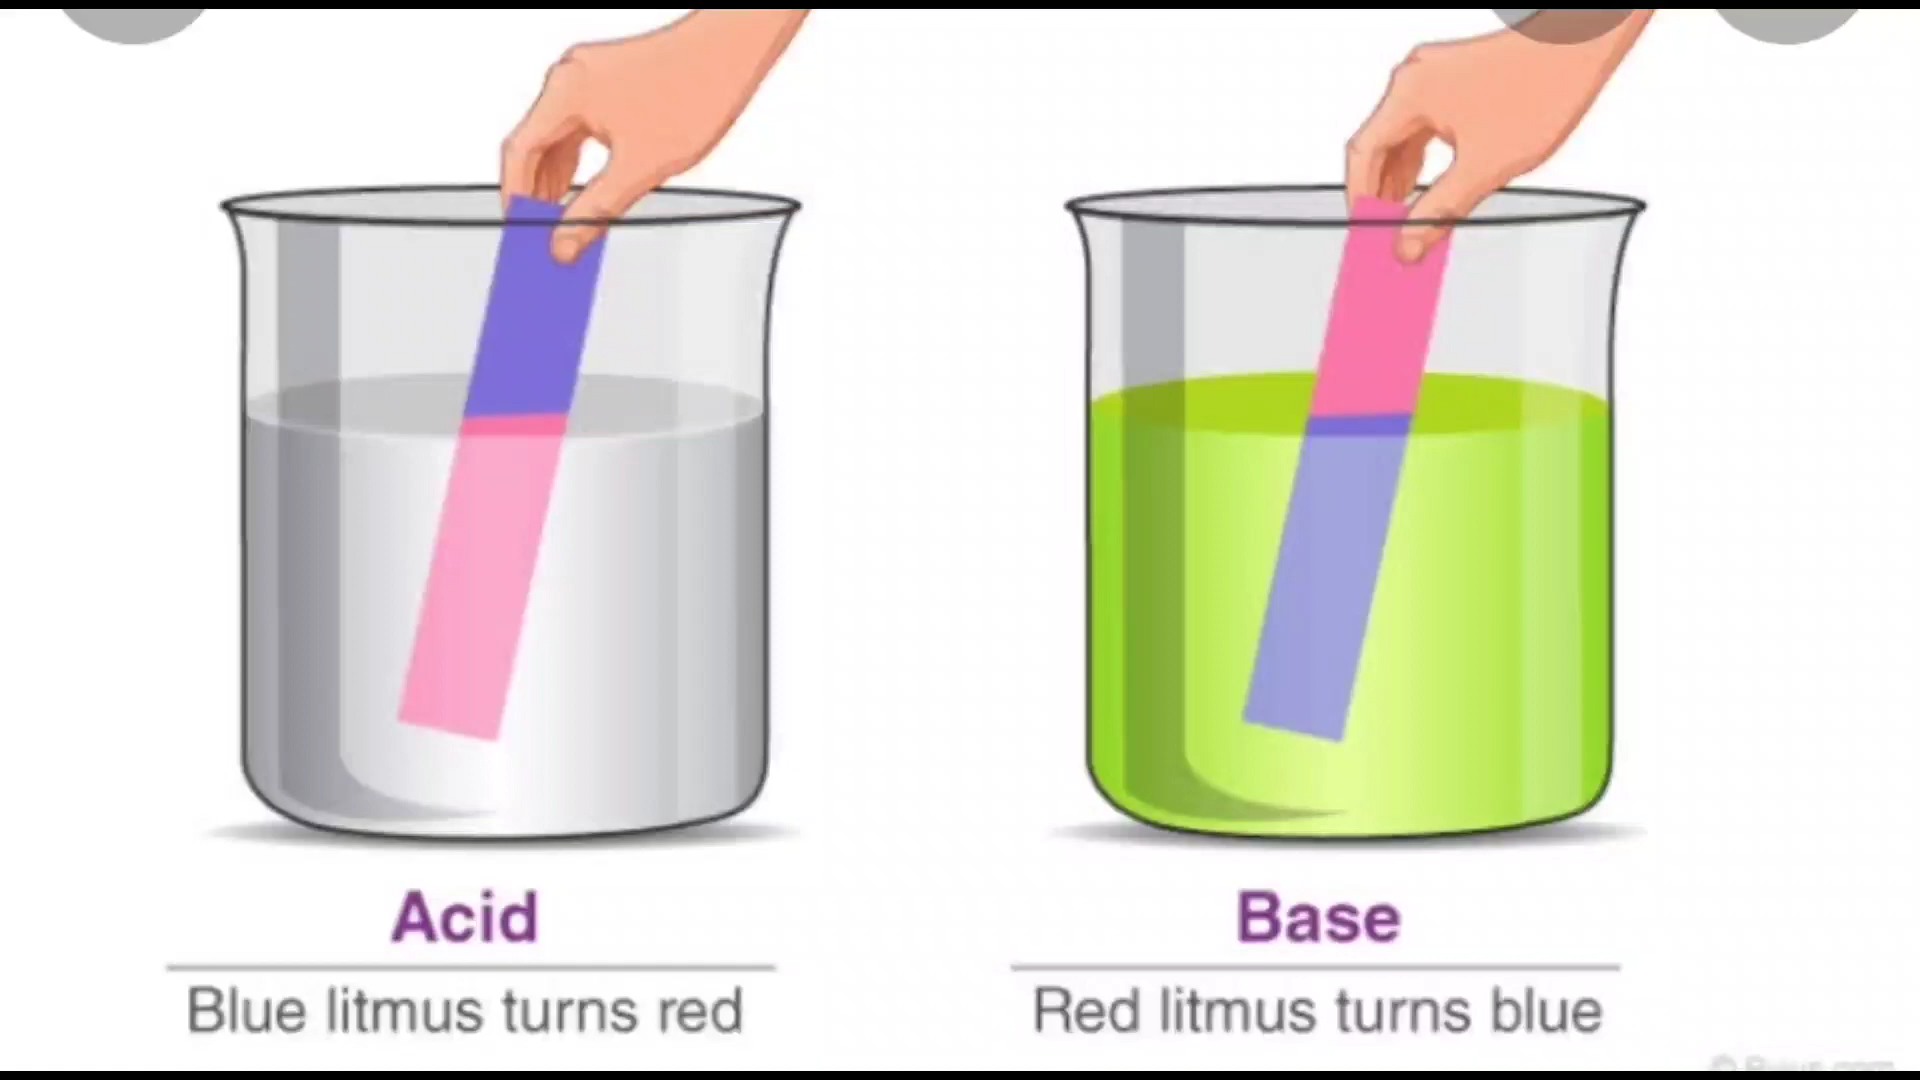 Acid
Blue litmus turns red
Base
Red litmus turns blue